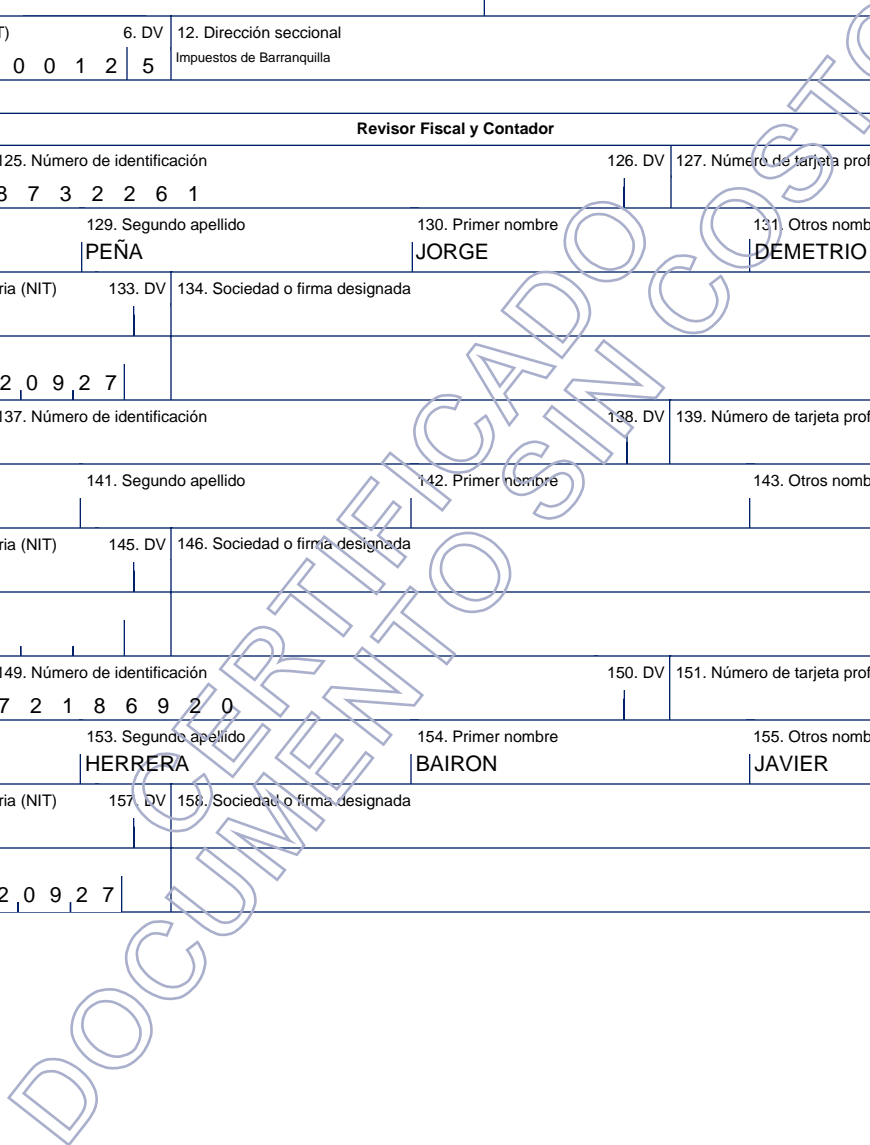 T) 6. DV 12. Dirección seccional
0 0 1 2 5 Impuestos de Barranquilla
Revisor Fiscal y Contador
125. Número de identificación 126. DV 127. Número de tarjeta prof
8 7 3 2 2 6 1
129. Segundo apellido 130. Primer nombre 131. Otros nomb
PEÑA JORGE DEMETRIO
ria (NIT) 133. DV 134. Sociedad o firma designada
2 0 9 2 7
137. Número de identificación 138. DV 139. Número de tarjeta prof
141. Segundo apellido 142. Primer nombre 143. Otros nomb
ria (NIT) 145. DV 146. Sociedad o firma designada
149. Número de identificación 150. DV 151. Número de tarjeta prof
7 2 1 8 6 9 2 0
153. Segundo apellido 154. Primer nombre 155. Otros nomb
HERRERA BAIRON JAVIER
ria (NIT) 157. DV 158. Sociedad o firma designada
2 0 9 2 7
CERTIFICADO
DOCUMENTO SIN COSTO